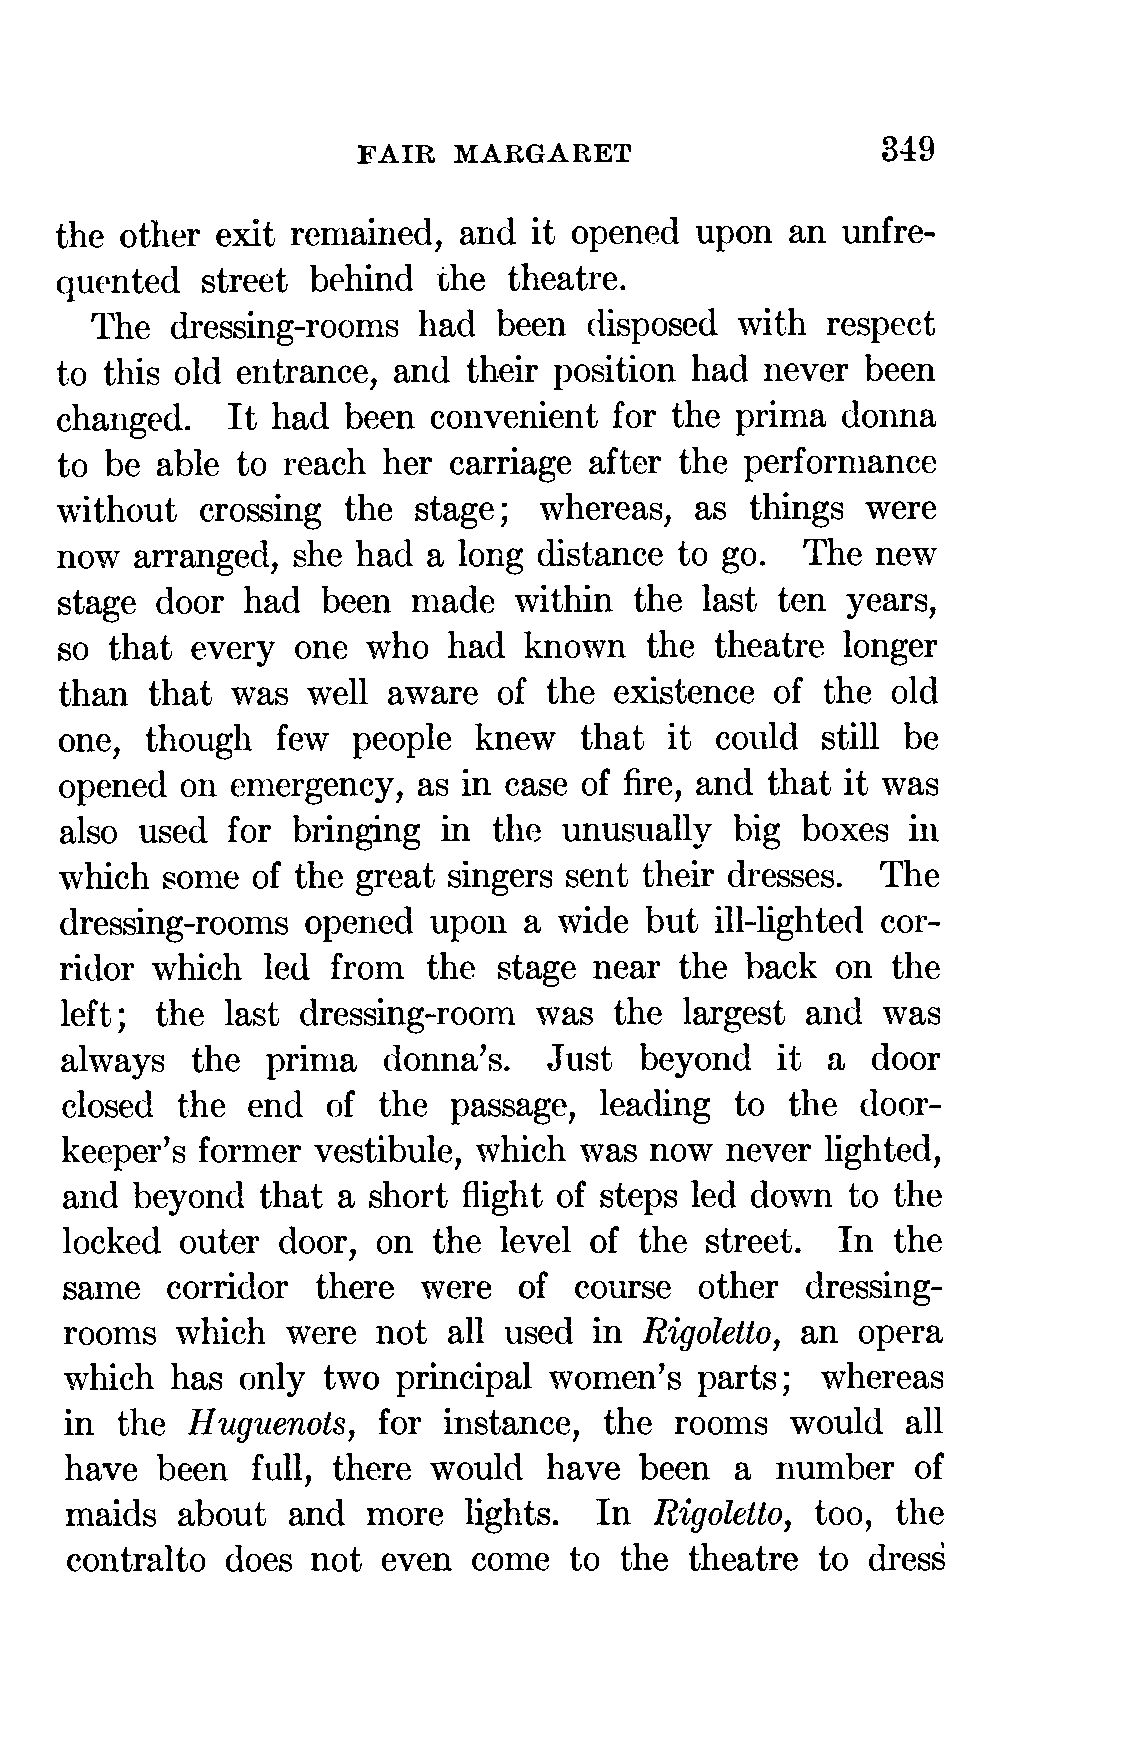 FAIR MARGARET 349
the other exit remained, and it opened upon an unfre-
quented street behind the theatre.
The dressing-rooms had been disposed with respect
to this old entrance, and their position had never been
changed. It had been convenient for the prima donna
to be able to reach her carriage after the performance
without crossing the stage; whereas, as things were
now arranged, she had a long distance to go. The new
stage door had been made within the last ten years,
so that every one who had known the theatre longer
than that was well aware of the existence of the old
one, though few people knew that it could still be
opened on emergency, as in case of fire, and that it was
also used for bringing in the unusually big boxes in
which some of the great singers sent their dresses. The
dressing-rooms opened upon a wide but ill-lighted cor-
ridor which led from the stage near the back on the
left; the last dressing-room was the largest and was
always the prima donna's. Just beyond it a door
closed the end of the passage, leading to the door-
keeper's former vestibule, which was now never lighted,
and beyond that a short flight of steps led down to the
locked outer door, on the level of the street. In the
same corridor there were of course other dressing-
rooms which were not all used in Rigoletto, an opera
which has only two principal women's parts; whereas
in the Huguenots, for instance, the rooms would all
have been full, there would have been a number of
maids about and more lights. In Rigoletto, too, the
contralto does not even come to the theatre to dress